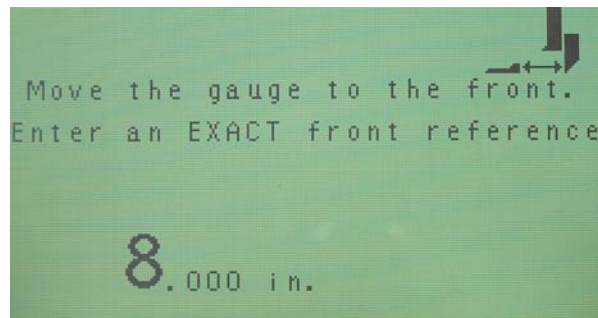 Move the gauge to the front.
Enter an EXACT front reference
8.000 in.